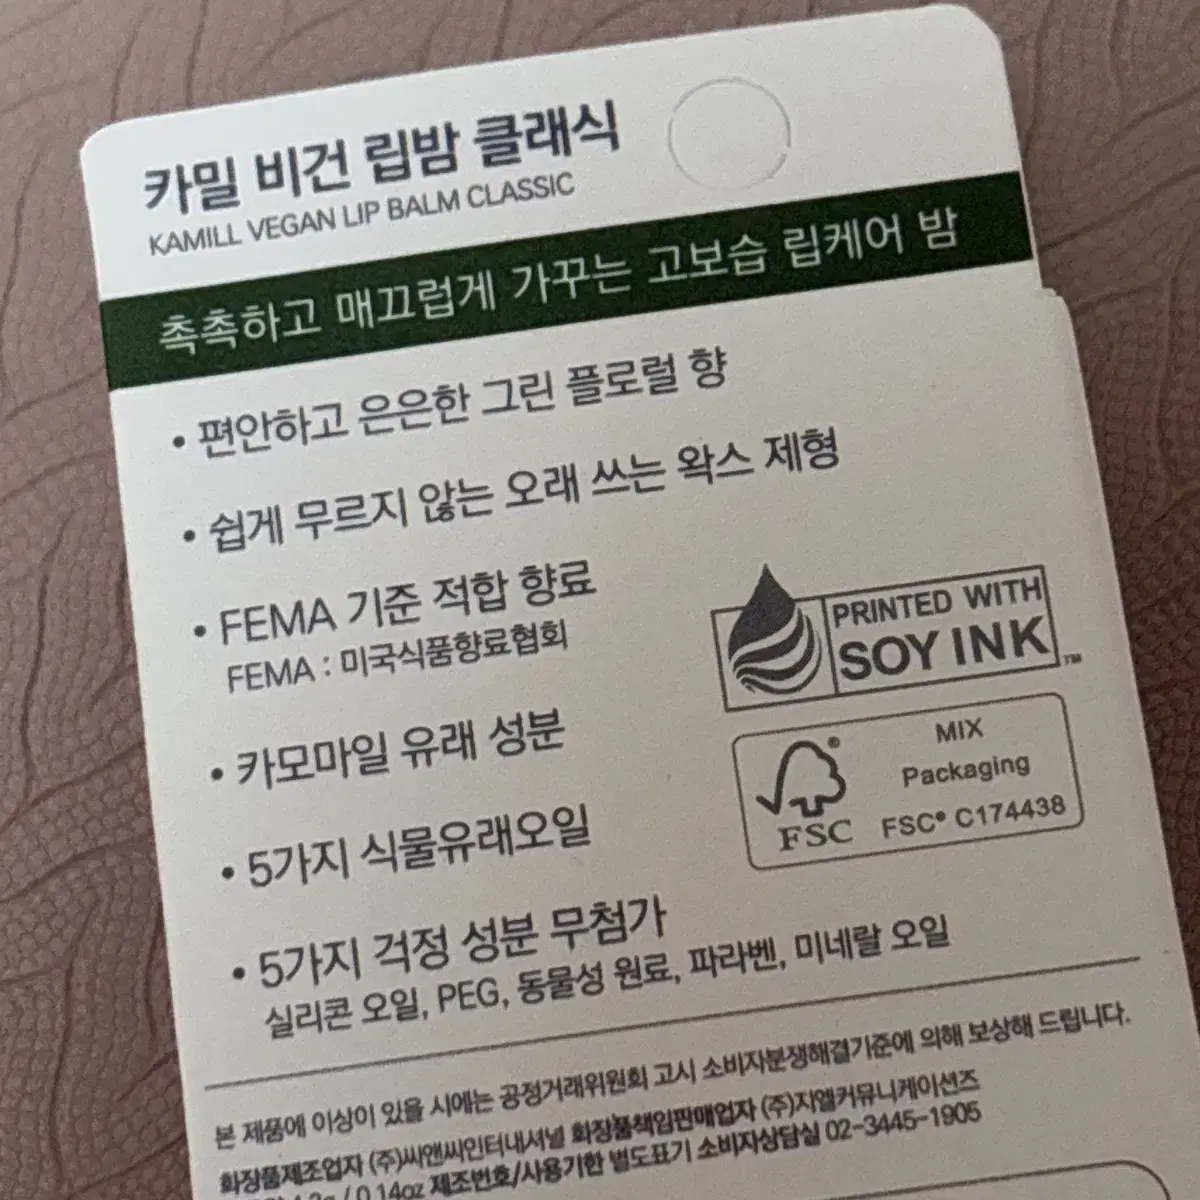 카밀 비건 립밤 클래식
KAMILL VEGAN LIP BALM CLASSIC
촉촉하고 매끄럽게 가꾸는 고보습 립케어 밤
• 편안하고 은은한 그린 플로럴 향
• 쉽게 무르지 않는 오래 쓰는 왁스 제형
• FEMA 기준 적합 향료
FEMA : 미국식품향료협회
• 카모마일 유래 성분
• 5가지 식물유래오일
• 5가지 걱정 성분 무첨가
실리콘 오일, PEG, 동물성 원료, 파라벤, 미네랄 오일
PRINTED WITH
SOY INK™
MIX
Packaging
FSC® C174438
FSC®
본 제품에 이상이 있을 시에는 공정거래위원회 고시 소비자분쟁해결기준에 의해 보상해 드립니다.
화장품제조업자 (주)씨앤씨인터내셔널 화장품책임판매업자 (주)지엘커뮤니케이션즈
0.14oz 제조번호/사용기한 별도표기 소비자상담실 02-3445-1905